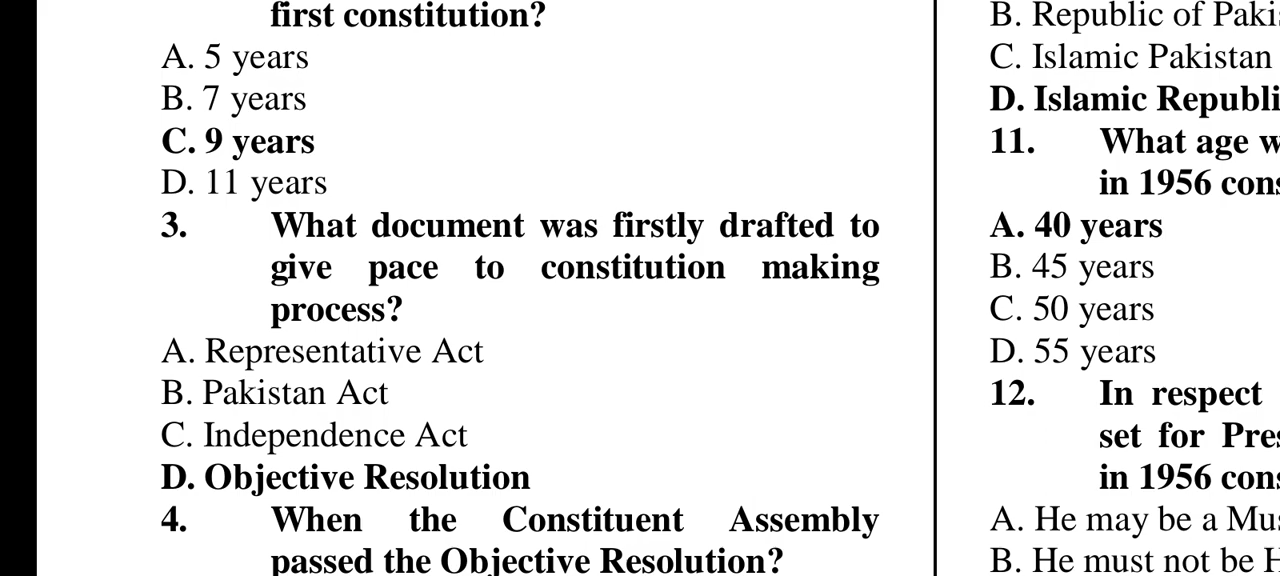 first constitution?
A. 5 years
B. 7 years
C. 9 years
D. 11 years
3. What document was firstly drafted to
give pace to constitution making
process?
A. Representative Act
B. Pakistan Act
C. Independence Act
D. Objective Resolution
4. When the Constituent Assembly
passed the Objective Resolution?
B. Republic of
C. Islamic Pakistan
D. Islamic
11. What age
in 1956
A. 40 years
B. 45 years
C. 50 years
D. 55 years
12. In respect
set for
in 1956
A. He may be a
B. He must not be